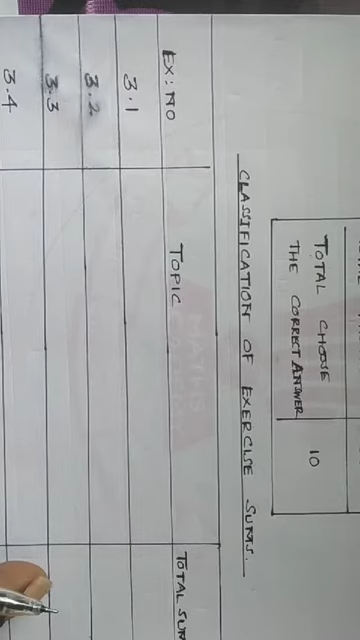 TOTAL CHOOSE
THE CORRECT ANSWER
10
CLASSIFICATION OF EXERCISE SUMS.
EX: NO
TOPIC
TOTAL SUM
3.1
3.2
3.3
3.4